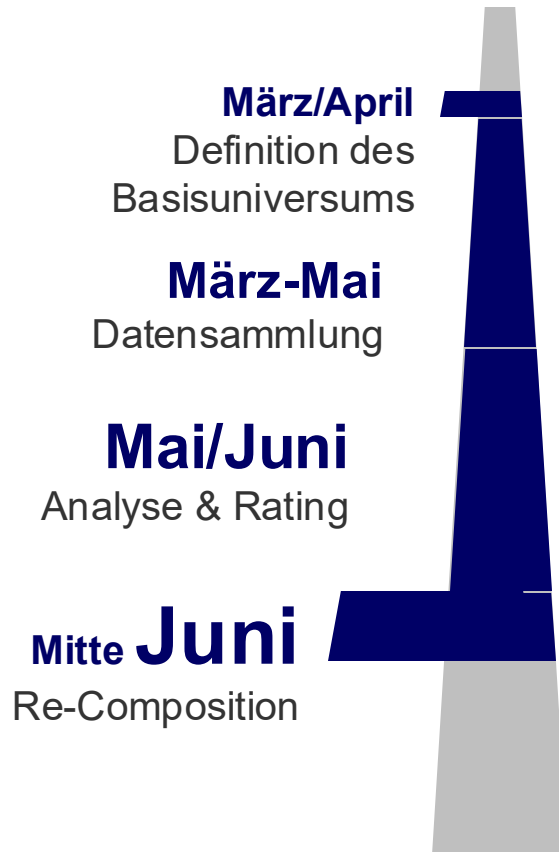 März/April
Definition des
Basisuniversums
März-Mai
Datensammlung
Mai/Juni
Analyse & Rating
Mitte Juni
Re-Composition